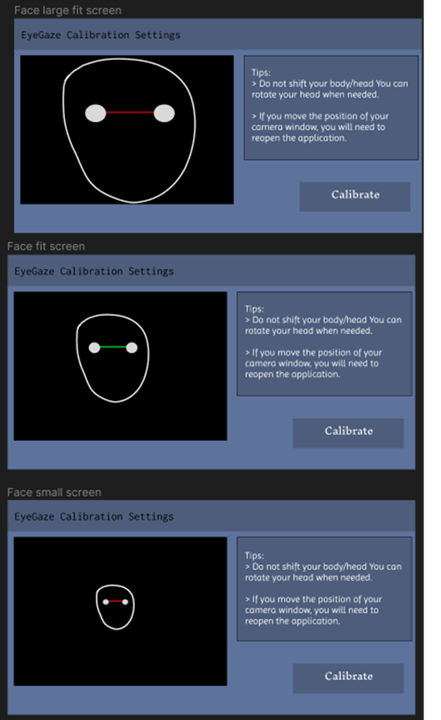 Face large fit screen
EyeGaze Calibration Settings
Tips:
> Do not shift your body/head You can
rotate your head when needed.
> If you move the position of your
camera window, you will need to
reopen the application.
Calibrate
Face fit screen
EyeGaze Calibration Settings
Tips:
> Do not shift your body/head You can
rotate your head when needed.
> If you move the position of your
camera window, you will need to
reopen the application.
Calibrate
Face small screen
EyeGaze Calibration Settings
Tips:
> Do not shift your body/head You can
rotate your head when needed.
> If you move the position of your
camera window, you will need to
reopen the application.
Calibrate